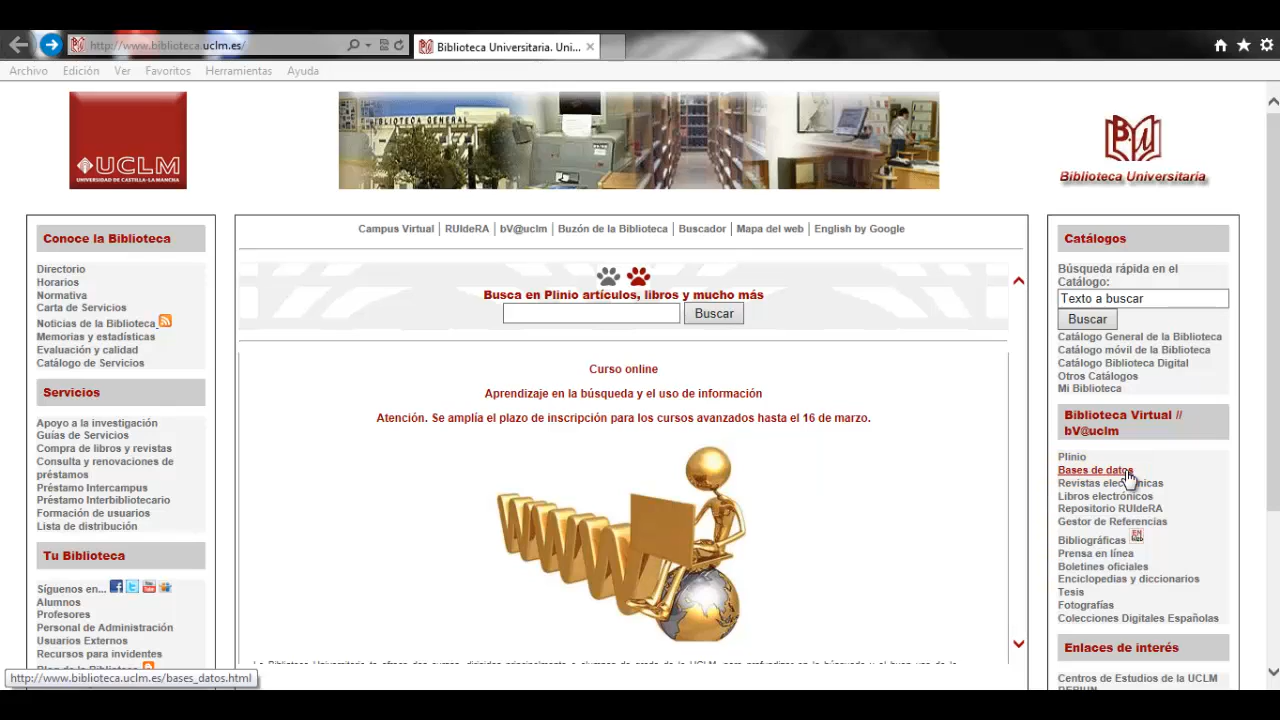 http://www.biblioteca.uclm.es/
Biblioteca Universitaria. Uni...
Archivo Edición Ver Favoritos Herramientas Ayuda
UCLM
UNIVERSIDAD DE CASTILLA-LA MANCHA
BIBLIOTECA GENERAL
Biblioteca Universitaria
Conoce la Biblioteca
Directorio
Horarios
Normativa
Carta de Servicios
Noticias de la Biblioteca
Memorias y estadísticas
Evaluación y calidad
Catálogo de Servicios
Servicios
Apoyo a la investigación
Guías de Servicios
Compra de libros y revistas
Consulta y renovaciones de
préstamos
Préstamo Intercampus
Préstamo Interbibliotecario
Formación de usuarios
Lista de distribución
Tu Biblioteca
Síguenos en...
Alumnos
Profesores
Personal de Administración
Usuarios Externos
Recursos para invidentes
Blog de la Biblioteca
http://www.biblioteca.uclm.es/bases_datos.html
Campus Virtual | RUIdeRA | bV@uclm | Buzón de la Biblioteca | Buscador | Mapa del web | English by Google
Busca en Plinio artículos, libros y mucho más
Buscar
Curso online
Aprendizaje en la búsqueda y el uso de información
Atención. Se amplía el plazo de inscripción para los cursos avanzados hasta el 16 de marzo.
WWW
Catálogos
Búsqueda rápida en el
Catálogo:
Texto a buscar
Buscar
Catálogo General de la Biblioteca
Catálogo móvil de la Biblioteca
Catálogo Biblioteca Digital
Otros Catálogos
Mi Biblioteca
Biblioteca Virtual //
bV@uclm
Plinio
Bases de datos
Revistas electrónicas
Libros electrónicos
Repositorio RUIdeRA
Gestor de Referencias
Bibliográficas
Prensa en línea
Boletines oficiales
Enciclopedias y diccionarios
Tesis
Fotografías
Colecciones Digitales Españolas
Enlaces de interés
Centros de Estudios de la UCLM